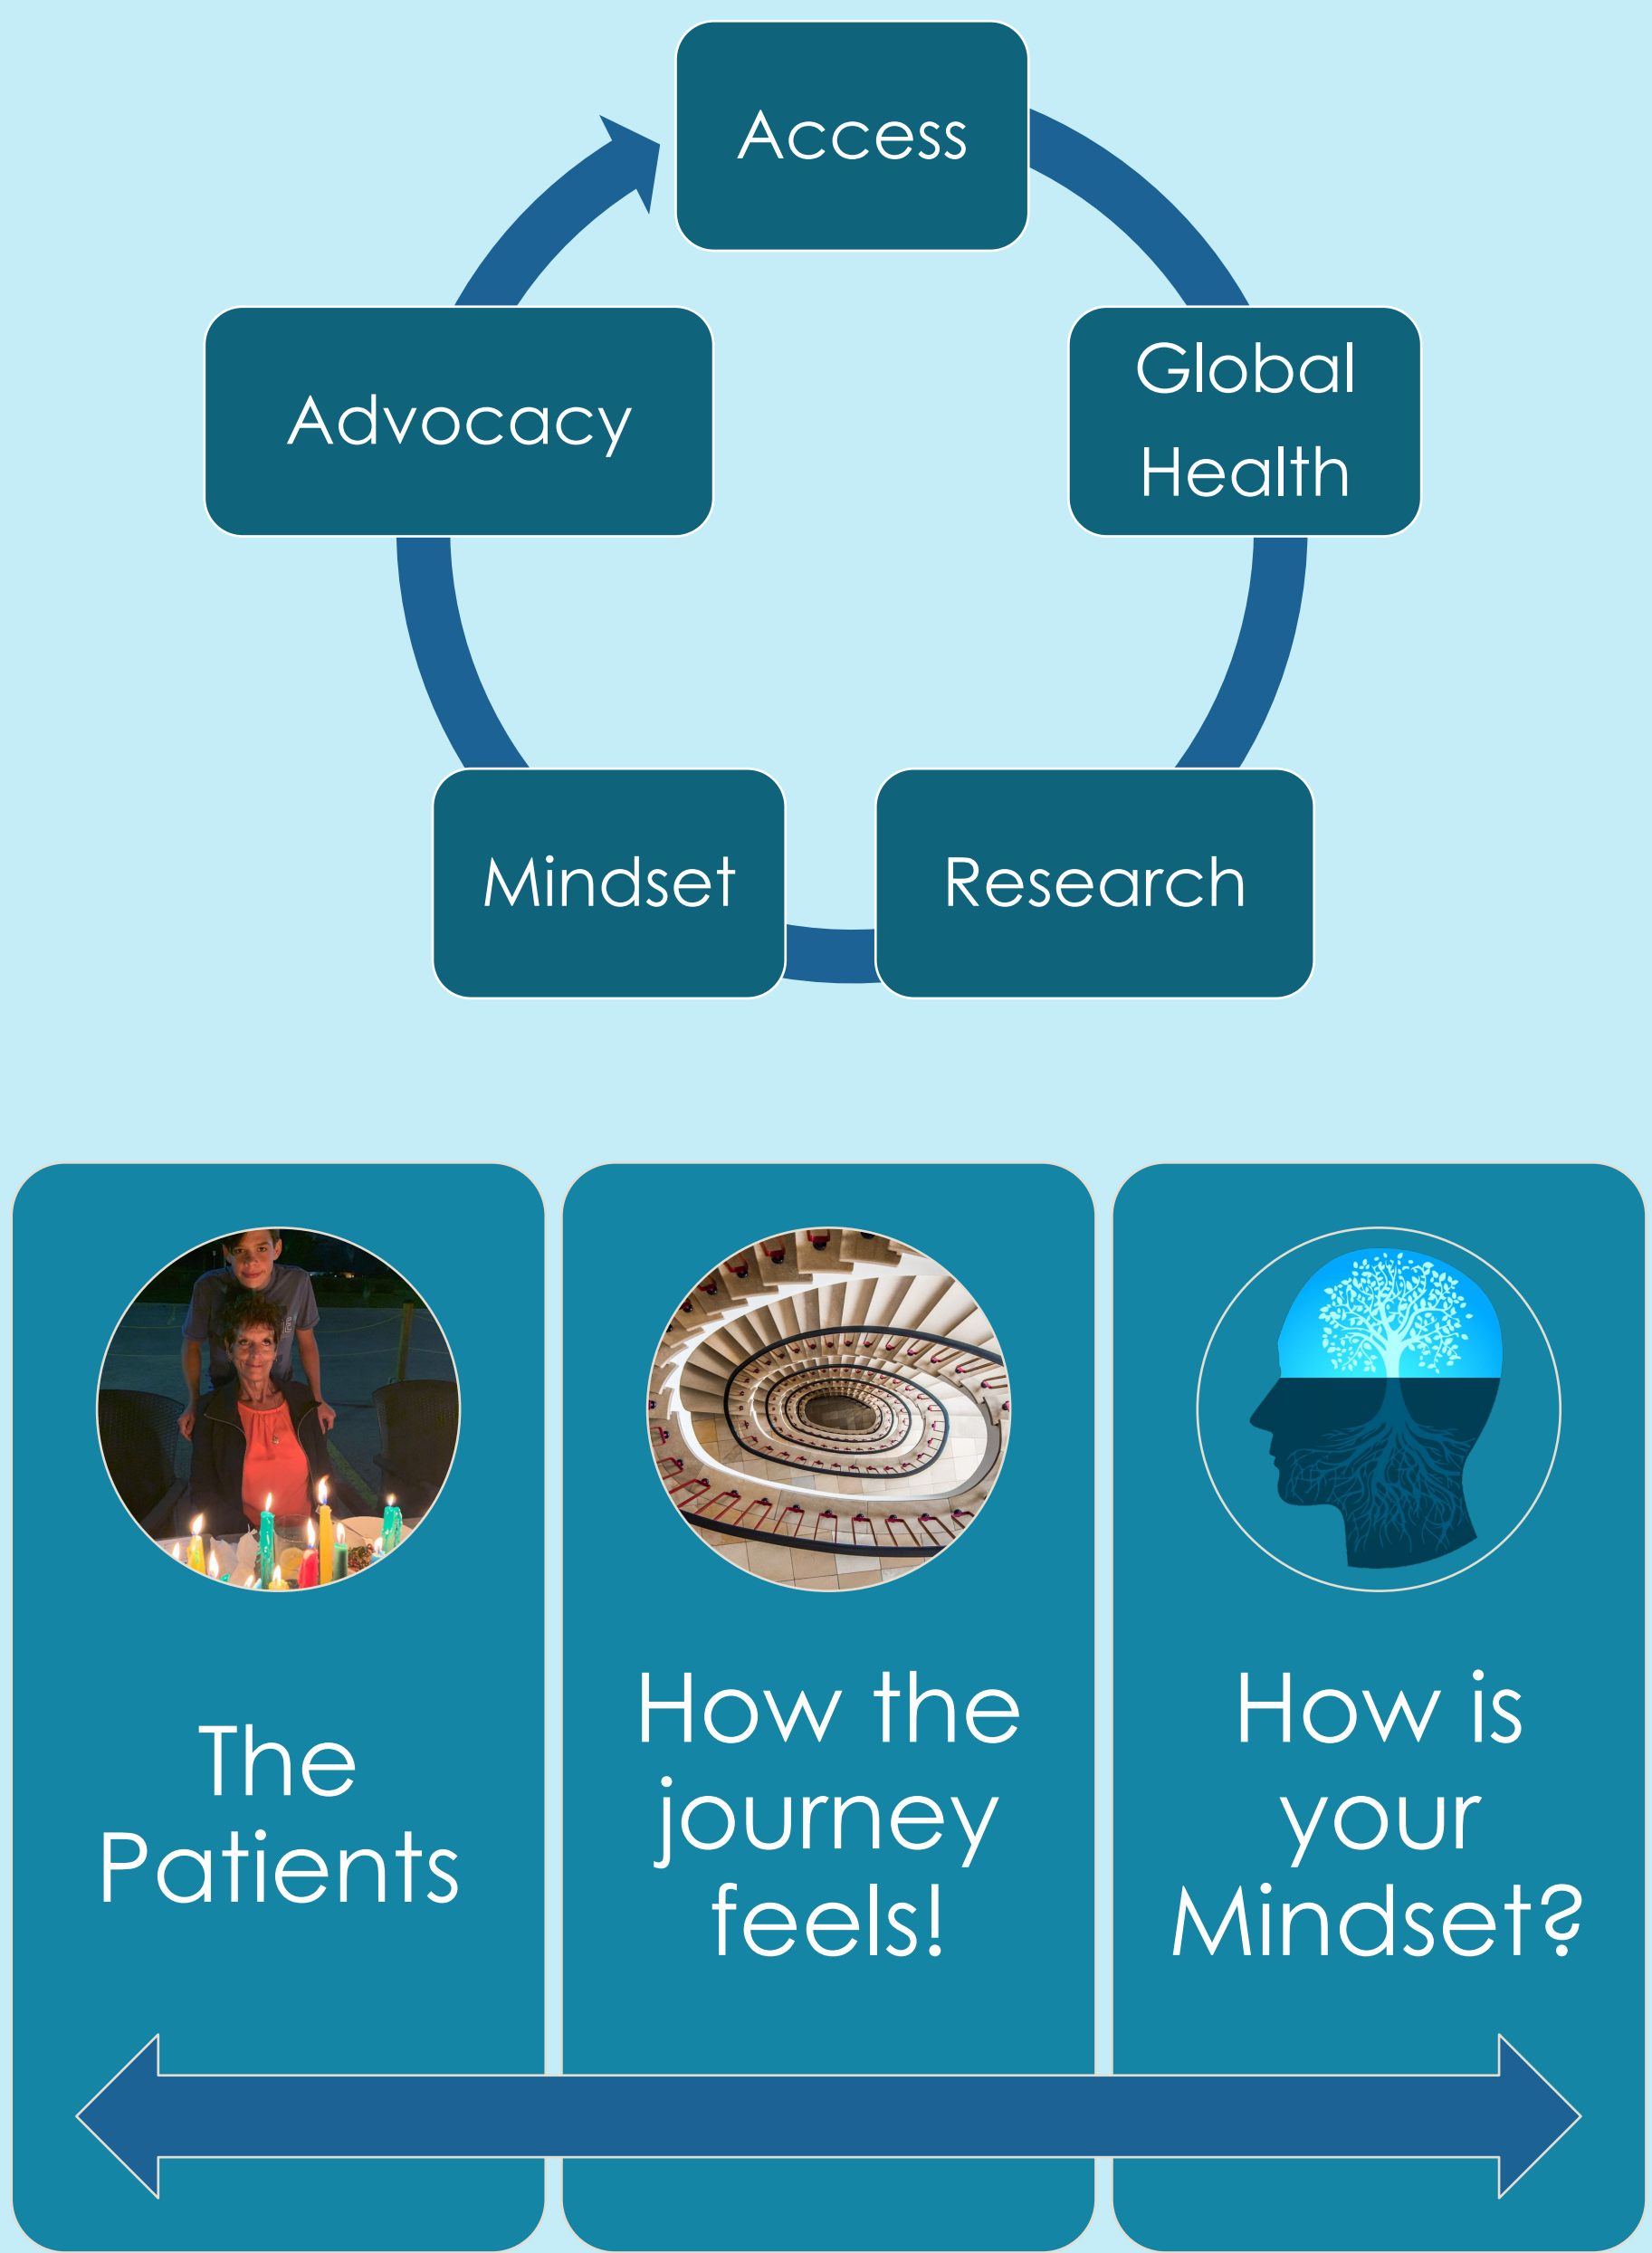 Access
Global
Health
Research
Mindset
Advocacy
The
Patients
How the
journey
feels!
How is
your
Mindset?